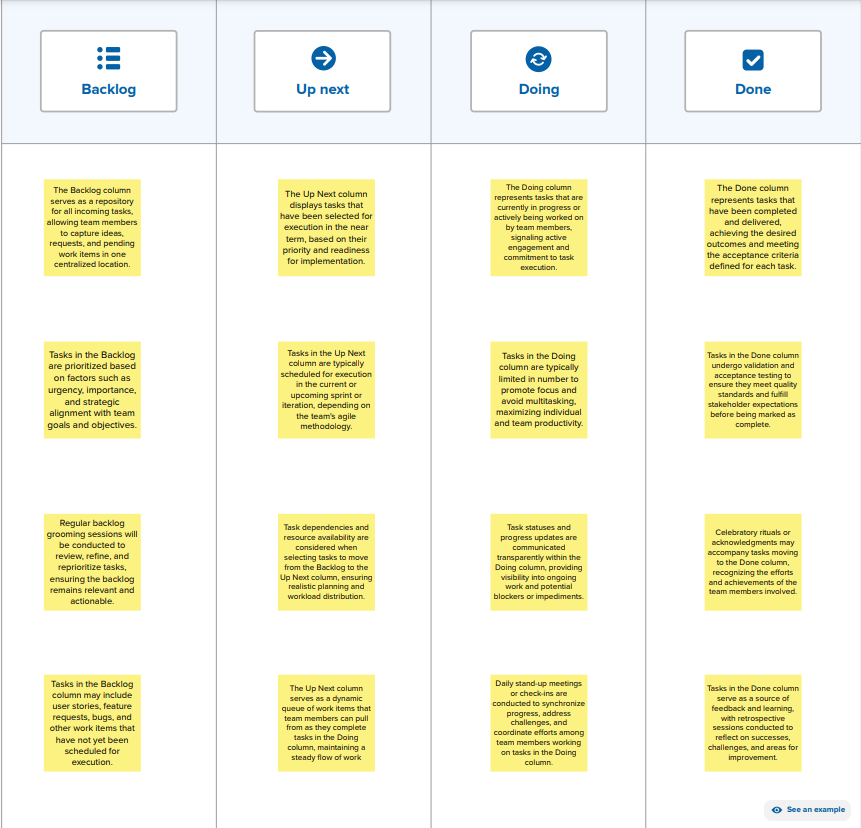 Backlog
Up next
Doing
Done
The Backlog column
serves as a repository
for all incoming tasks,
allowing team members
to capture ideas,
requests, and pending
work items in one
centralized location.
The Up Next column
displays tasks that
have been selected for
execution in the near
term, based on their
priority and readiness
for implementation.
The Doing column
represents tasks that are
currently in progress or
actively being worked on
by team members,
signaling active
engagement and
commitment to task
execution.
The Done column
represents tasks that
have been completed
and delivered,
achieving the desired
outcomes and meeting
the acceptance criteria
defined for each task.
Tasks in the Backlog
are prioritized based
on factors such as
urgency, importance,
and strategic
alignment with team
goals and objectives.
Tasks in the Up Next
column are typically
scheduled for execution
in the current or
upcoming sprint or
iteration, depending on
the team's agile
methodology.
Tasks in the Doing
column are typically
limited in number to
promote focus and
avoid multitasking,
maximizing individual
and team productivity.
Tasks in the Done column
undergo validation and
acceptance testing to
ensure they meet quality
standards and fulfill
stakeholder expectations
before being marked as
complete.
Regular backlog
grooming sessions will
be conducted to
review, refine, and
reprioritize tasks,
ensuring the backlog
remains relevant and
actionable.
Task dependencies and
resource availability are
considered when
selecting tasks to move
from the Backlog to the
Up Next column, ensuring
realistic planning and
workload distribution.
Task statuses and
progress updates are
communicated
transparently within the
Doing column, providing
visibility into ongoing
work and potential
blockers or impediments.
Celebratory rituals or
acknowledgments may
accompany tasks moving
to the Done column,
recognizing the efforts
and achievements of the
team members involved.
Tasks in the Backlog
column may include
user stories, feature
requests, bugs, and
other work items that
have not yet been
scheduled for
execution.
The Up Next column
serves as a dynamic
queue of work items that
team members can pull
from as they complete
tasks in the Doing
column, maintaining a
steady flow of work
Daily stand-up meetings
or check-ins are
conducted to synchronize
progress, address
challenges, and
coordinate efforts among
team members working
on tasks in the Doing
column.
Tasks in the Done column
serve as a source of
feedback and learning,
with retrospective
sessions conducted to
reflect on successes,
challenges, and areas for
improvement.
See an example